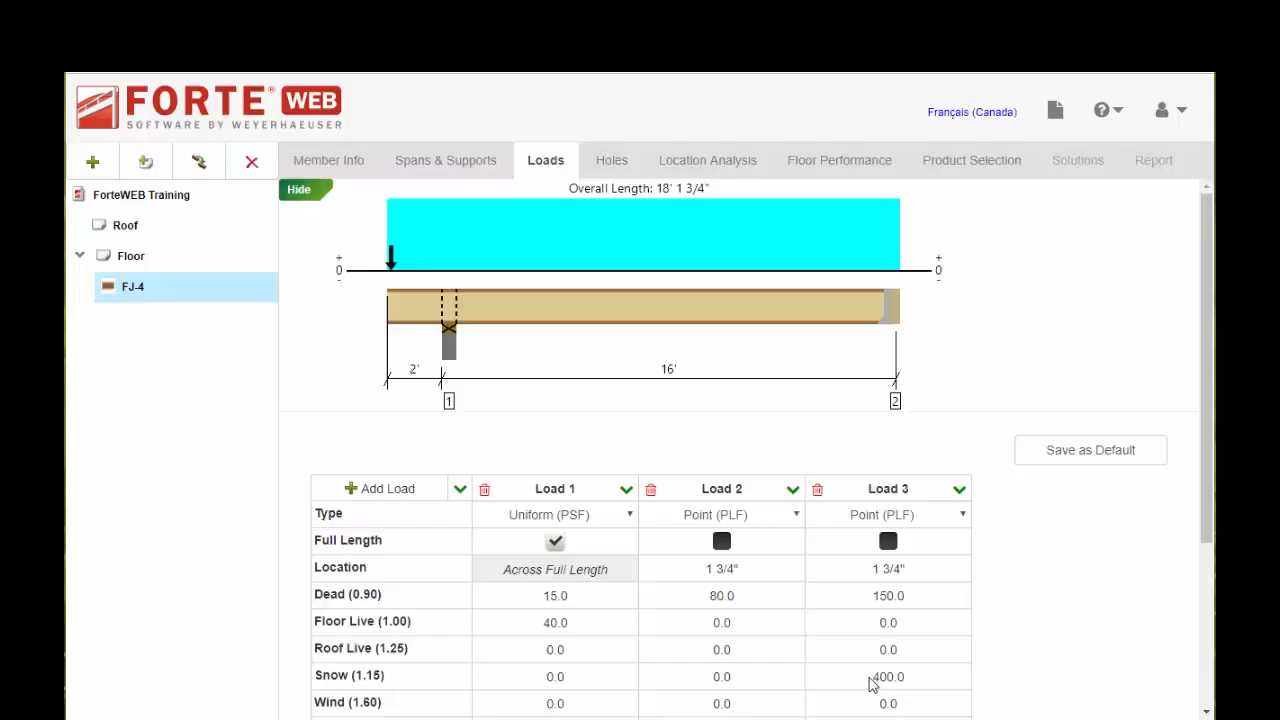 FORTE® WEB
SOFTWARE BY WEYERHAEUSER
Français (Canada)
Member Info Spans & Supports Loads Holes Location Analysis Floor Performance Product Selection Solutions Report
ForteWEB Training
Roof
Floor
FJ-4
Hide
Overall Length: 18' 1 3/4"
+ +
0 0
- -
2' 16'
1 2
Save as Default
Add Load Load 1 Load 2 Load 3
Type Uniform (PSF) Point (PLF) Point (PLF)
Full Length
Location Across Full Length 1 3/4" 1 3/4"
Dead (0.90) 15.0 80.0 150.0
Floor Live (1.00) 40.0 0.0 0.0
Roof Live (1.25) 0.0 0.0 0.0
Snow (1.15) 0.0 0.0 400.0
Wind (1.60) 0.0 0.0 0.0